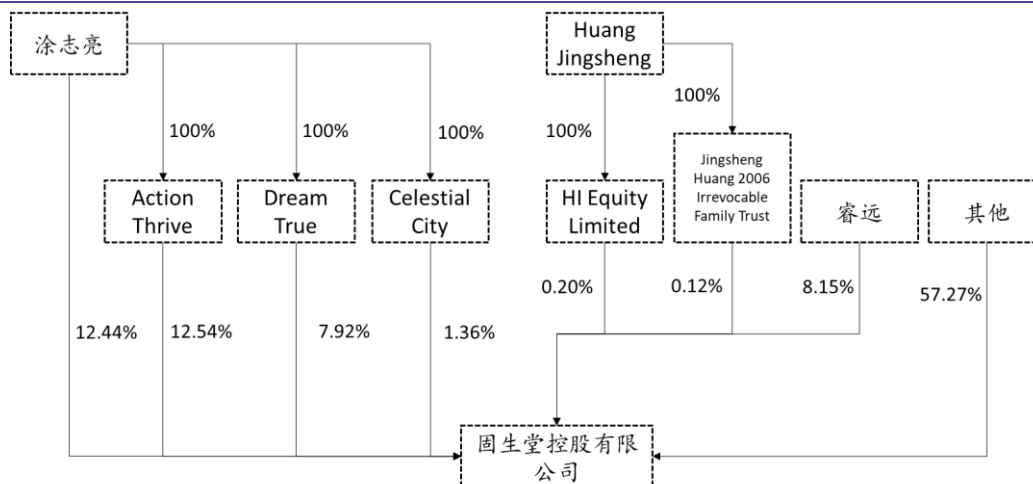 涂志亮
Huang
Jingsheng
100%
100%
100%
100%
100%
Action
Thrive
Dream
True
Celestial
City
HI Equity
Limited
Jingsheng
Huang 2006
Irrevocable
Family Trust
睿远
其他
12.44%
12.54%
7.92%
1.36%
0.20%
0.12%
8.15%
57.27%
固生堂控股有限
公司